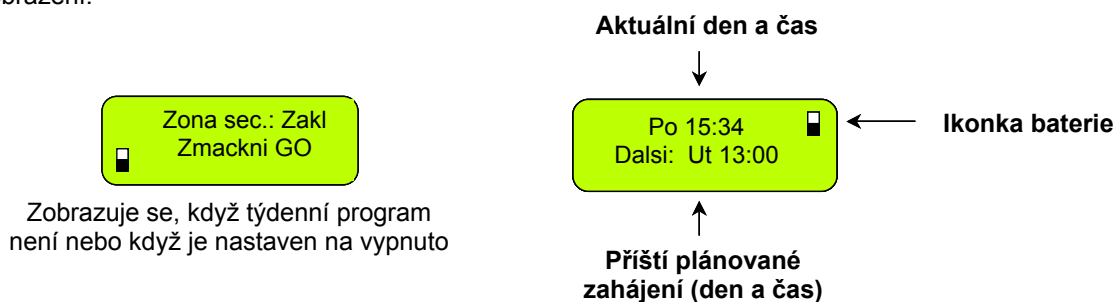 Aktuální den a čas
Zona sec.: Zakl
Zmackni GO
Zobrazuje se, když týdenní program
není nebo když je nastaven na vypnuto
Po 15:34
Dalsi: Ut 13:00
Ikonka baterie
Příští plánované
zahájení (den a čas)